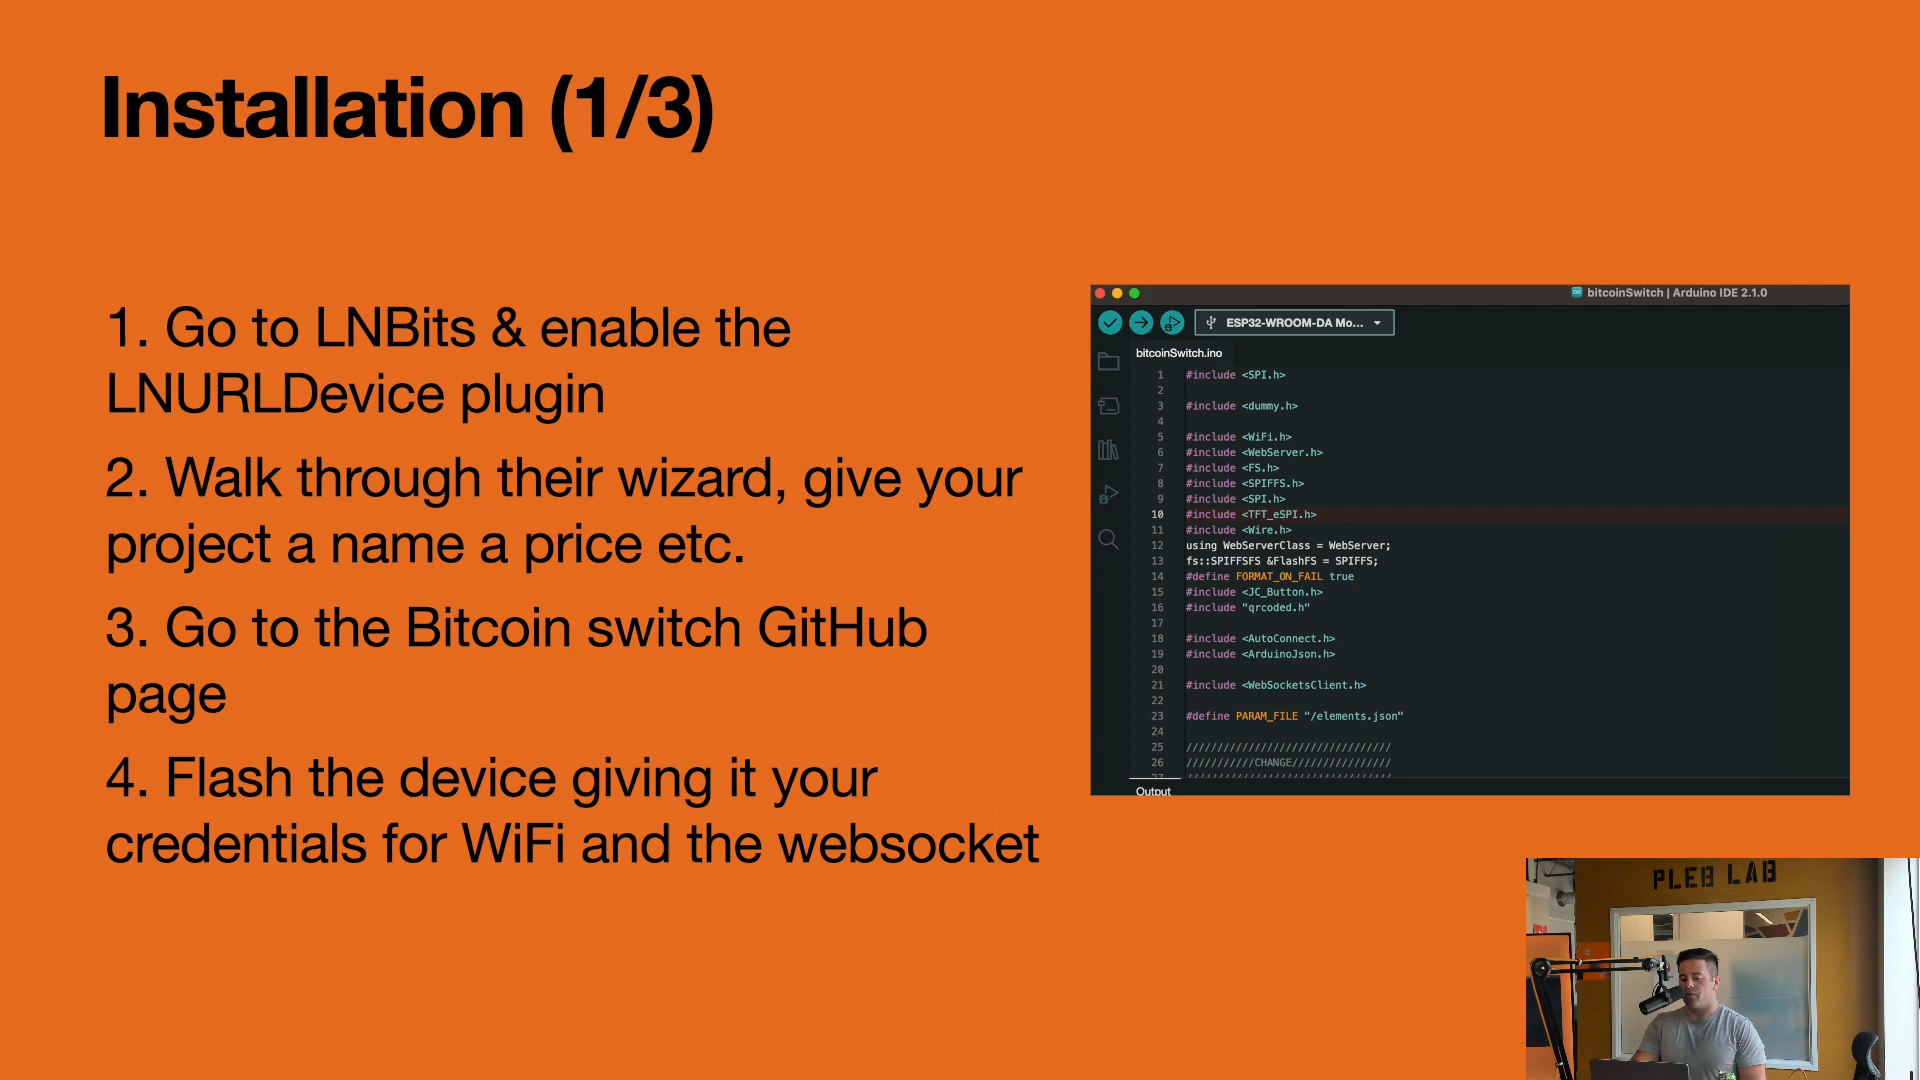 Installation (1/3)
1. Go to LNBits & enable the
LNURLDevice plugin
2. Walk through their wizard, give your
project a name a price etc.
3. Go to the Bitcoin switch GitHub
page
4. Flash the device giving it your
credentials for WiFi and the websocket
bitcoinSwitch | Arduino IDE 2.1.0
ESP32-WROOM-DA Mo...
bitcoinSwitch.ino
1 #include <SPI.h>
2
3 #include <dummy.h>
4
5 #include <WiFi.h>
6 #include <WebServer.h>
7 #include <FS.h>
8 #include <SPIFFS.h>
9 #include <SPI.h>
10 #include <TFT_eSPI.h>
11 #include <Wire.h>
12 using WebServerClass = WebServer;
13 fs::SPIFFSFS &FlashFS = SPIFFS;
14 #define FORMAT_ON_FAIL true
15 #include <JC_Button.h>
16 #include "qrcoded.h"
17
18 #include <AutoConnect.h>
19 #include <ArduinoJson.h>
20
21 #include <WebSocketsClient.h>
22
23 #define PARAM_FILE "/elements.json"
24
25 /////////////////////////////////
26 ///////////CHANGE////////////////
27 /////////////////////////////////
Output
PLEB LAB